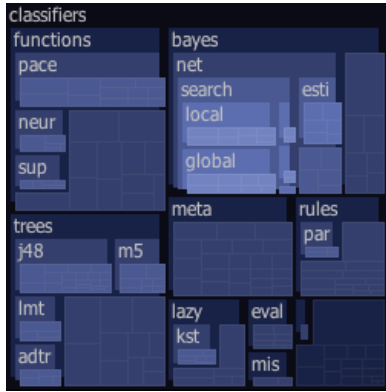 classifiers
functions
pace
neur
sup
bayes
net
search
local
global
esti
trees
j48
m5
lmt
adtr
meta
rules
par
lazy
kst
eval
mis